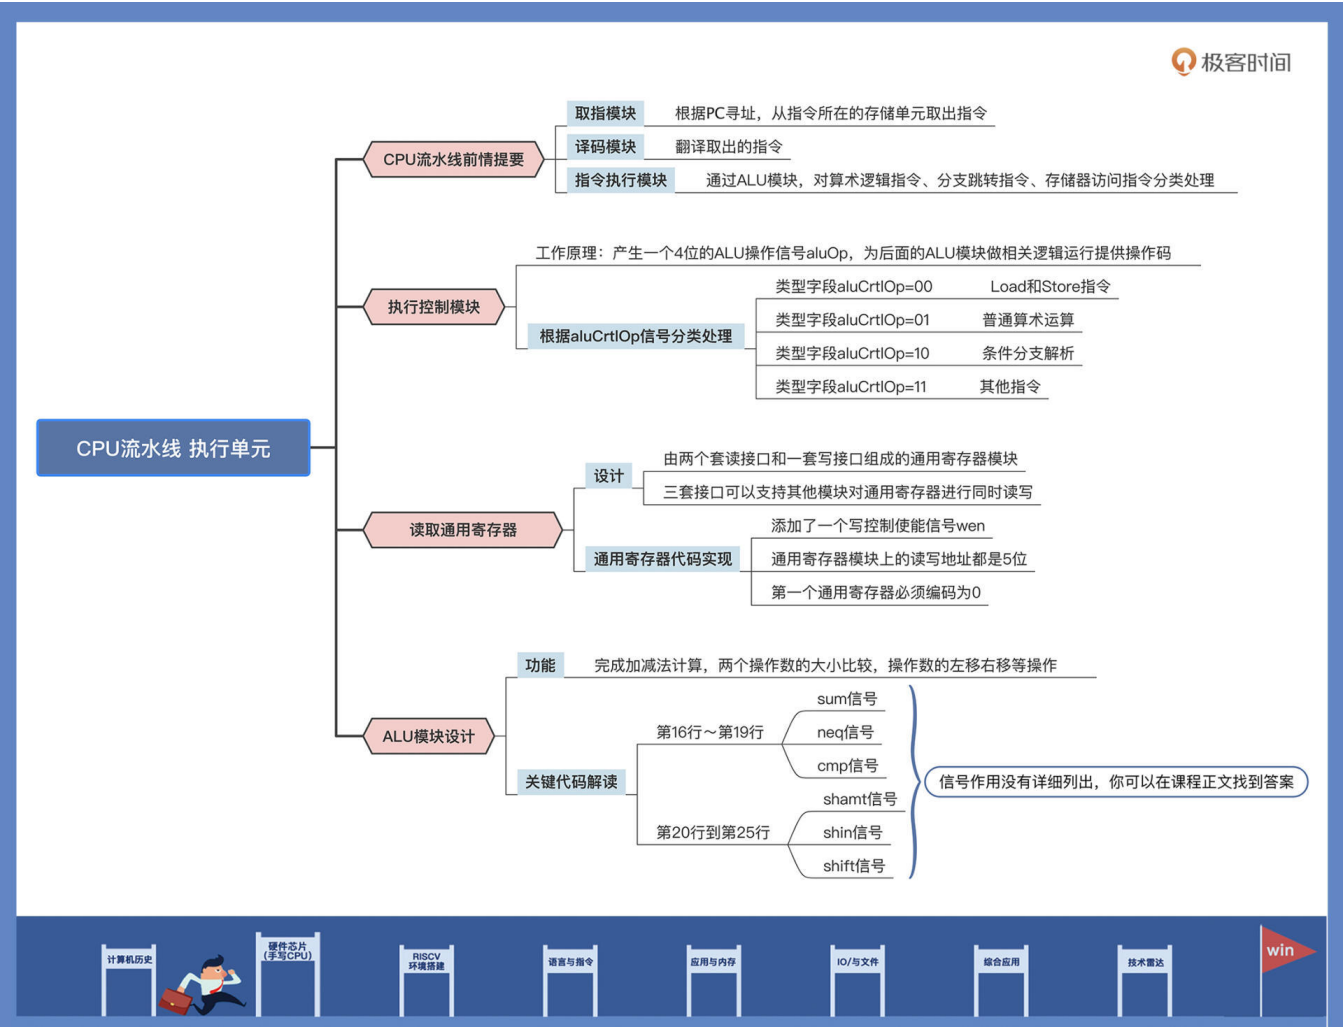 极客时间
CPU流水线 执行单元
CPU流水线前情提要
取指模块 根据PC寻址，从指令所在的存储单元取出指令
译码模块 翻译取出的指令
指令执行模块 通过ALU模块，对算术逻辑指令、分支跳转指令、存储器访问指令分类处理
执行控制模块
工作原理：产生一个4位的ALU操作信号aluOp，为后面的ALU模块做相关逻辑运行提供操作码
根据aluCrtlOp信号分类处理
类型字段aluCrtlOp=00 Load和Store指令
类型字段aluCrtlOp=01 普通算术运算
类型字段aluCrtlOp=10 条件分支解析
类型字段aluCrtlOp=11 其他指令
读取通用寄存器
设计
由两个套读接口和一套写接口组成的通用寄存器模块
三套接口可以支持其他模块对通用寄存器进行同时读写
通用寄存器代码实现
添加了一个写控制使能信号wen
通用寄存器模块上的读写地址都是5位
第一个通用寄存器必须编码为0
ALU模块设计
功能 完成加减法计算，两个操作数的大小比较，操作数的左移右移等操作
关键代码解读
第16行～第19行
sum信号
neq信号
cmp信号
第20行到第25行
shamt信号
shin信号
shift信号
信号作用没有详细列出，你可以在课程正文找到答案
计算机历史
硬件芯片
(手写CPU)
RISCV
环境搭建
语言与指令
应用与内存
IO/与文件
综合应用
技术雷达
win